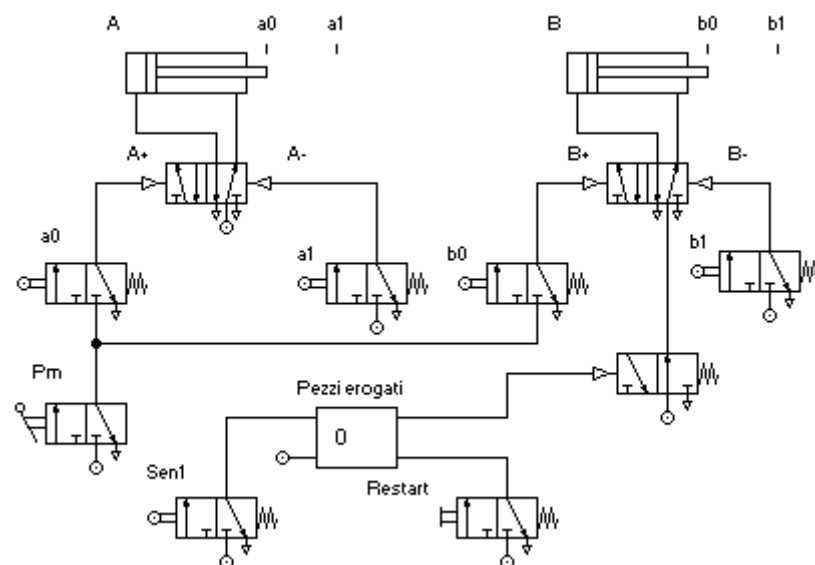 A a0 a1 B b0 b1
A+ A- B+ B-
a0 a1 b0 b1
Pm
Pezzi erogati
0
Sen1
Restart